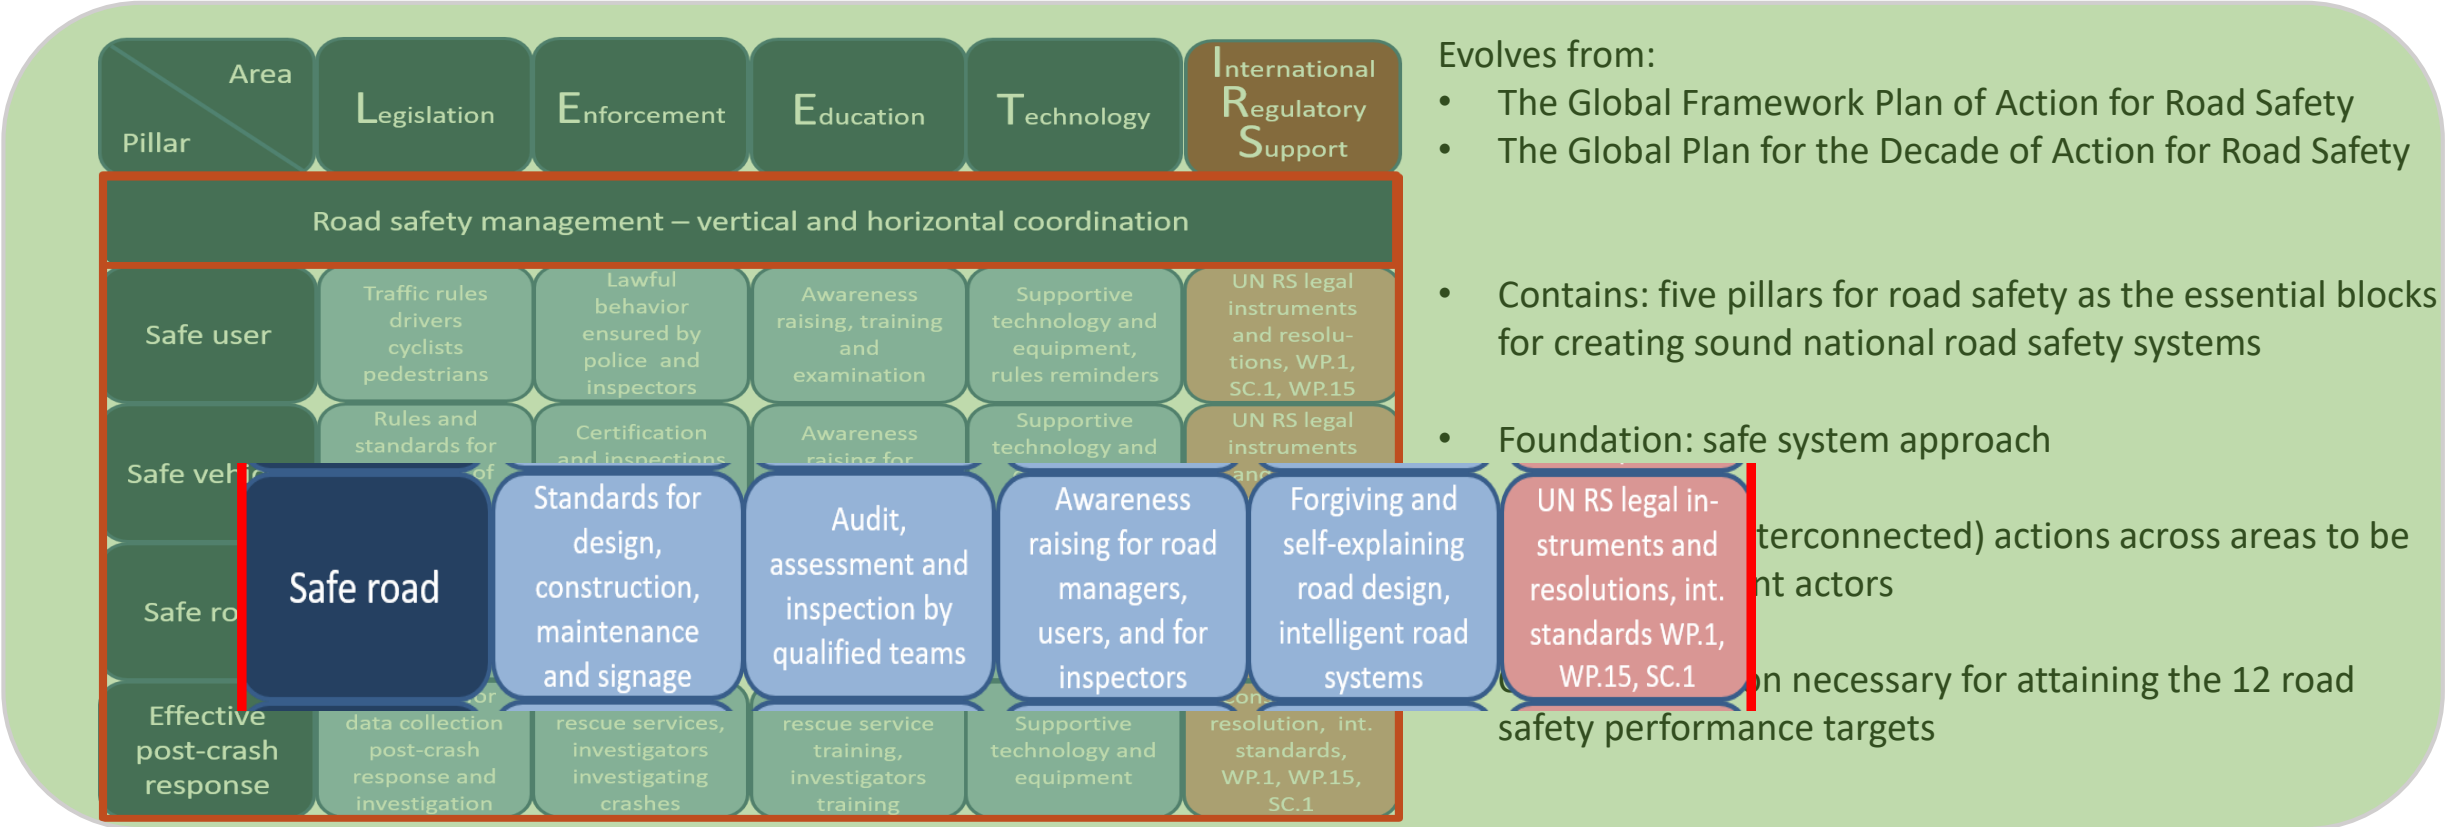 Area
Pillar
Legislation
Enforcement
Education
Technology
International
Regulatory
Support
Road safety management – vertical and horizontal coordination
Safe user
Traffic rules
drivers
cyclists
pedestrians
Lawful
behavior
ensured by
police and
inspectors
Awareness
raising, training
and
examination
Supportive
technology and
equipment,
rules reminders
UN RS legal
instruments
and resolu-
tions, WP.1,
SC.1, WP.15
Safe
Rules and
standards for
of
Certification
and inspections
Awareness
raising for
Supportive
technology and
UN RS legal
instruments
Safe
Safe road
Standards for
design,
construction,
maintenance
and signage
Audit,
assessment and
inspection by
qualified teams
Awareness
raising for road
managers,
users, and for
inspectors
Forgiving and
self-explaining
road design,
intelligent road
systems
UN RS legal in-
struments and
resolutions, int.
standards WP.1,
WP.15, SC.1
Effective
post-crash
response
data collection
post-crash
response and
investigation
rescue services,
investigators
investigating
crashes
rescue service
training,
investigators
training
Supportive
technology and
equipment
resolution, int.
standards,
WP.1, WP.15,
SC.1
Evolves from:
• The Global Framework Plan of Action for Road Safety
• The Global Plan for the Decade of Action for Road Safety
• Contains: five pillars for road safety as the essential blocks
for creating sound national road safety systems
• Foundation: safe system approach
terconnected) actions across areas to be
nt actors
on necessary for attaining the 12 road
safety performance targets